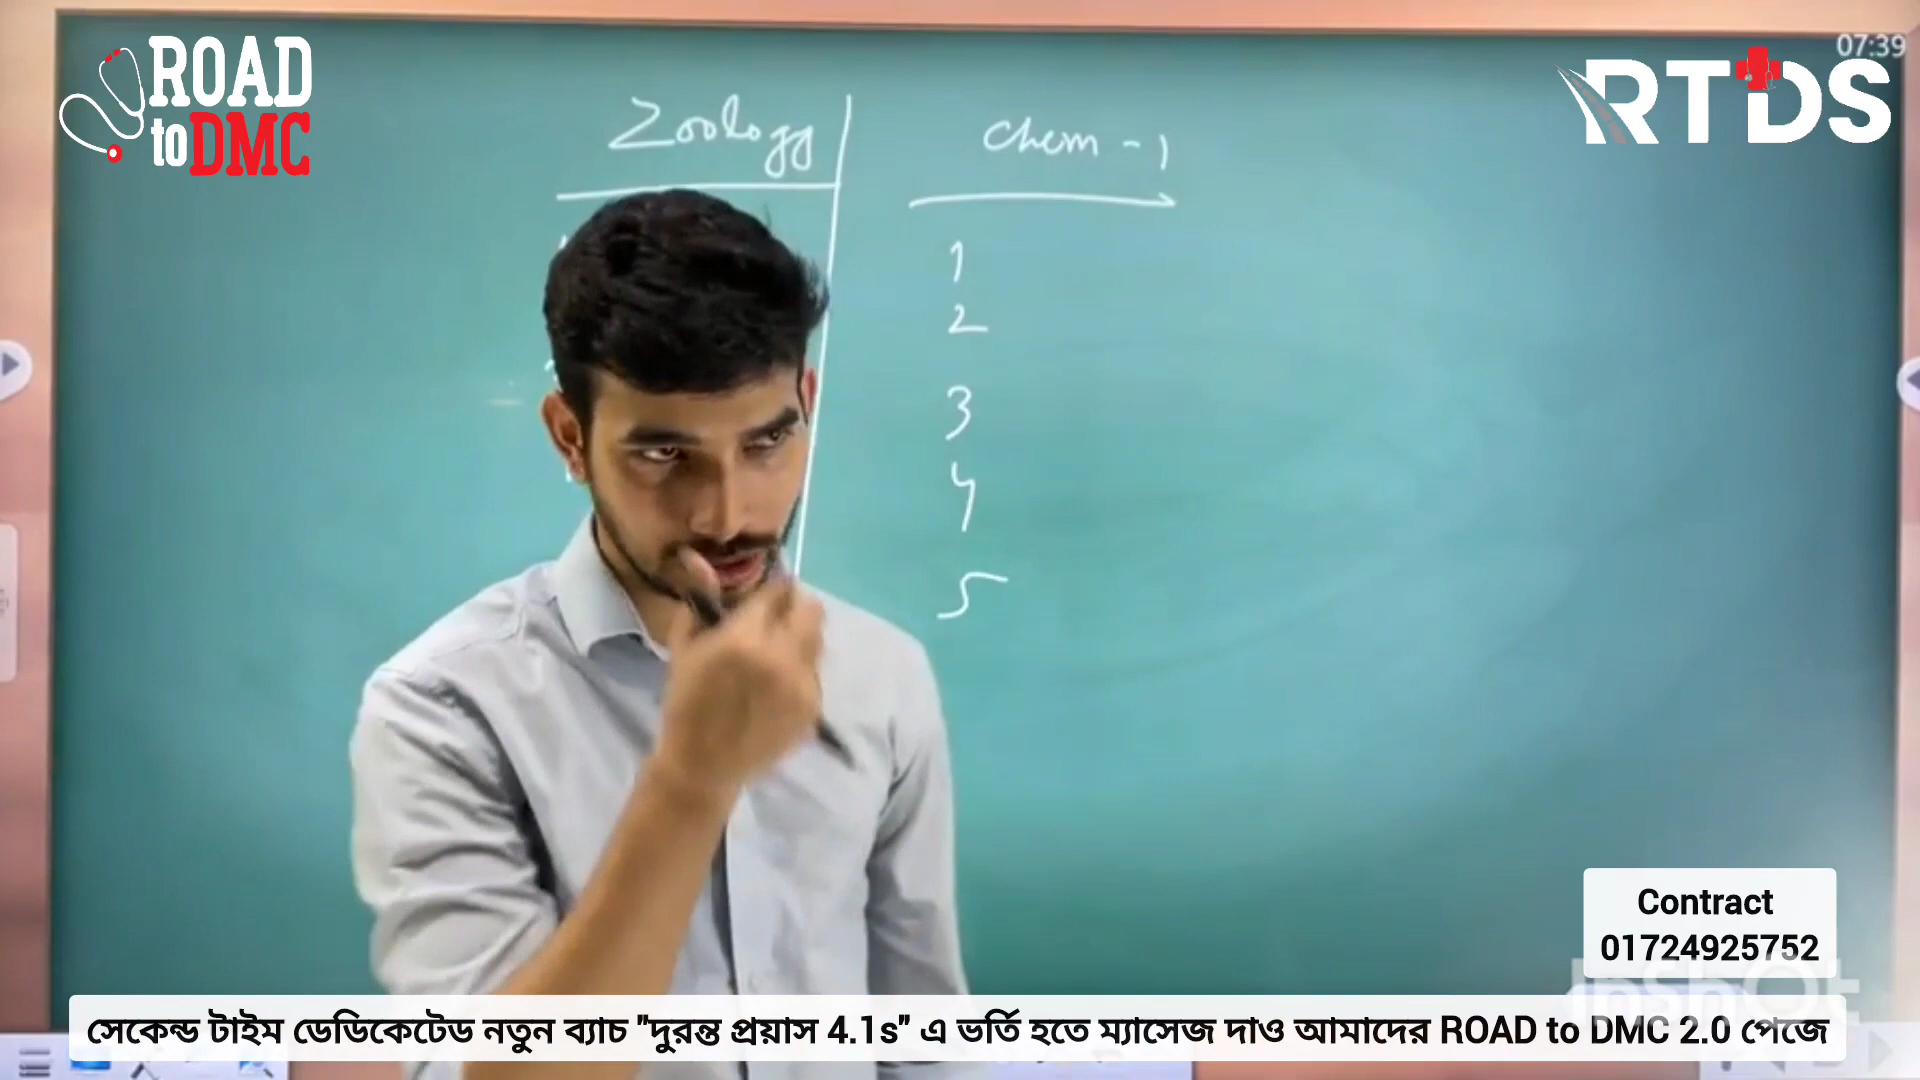 ROAD
to DMC
07:39
RTDS
Zoology
Chem - 1
1
2
3
4
5
Contract
01724925752
InShot
সেকেন্ড টাইম ডেডিকেটেড নতুন ব্যাচ "দুরন্ত প্রয়াস 4.1s" এ ভর্তি হতে ম্যাসেজ দাও আমাদের ROAD to DMC 2.0 পেজে